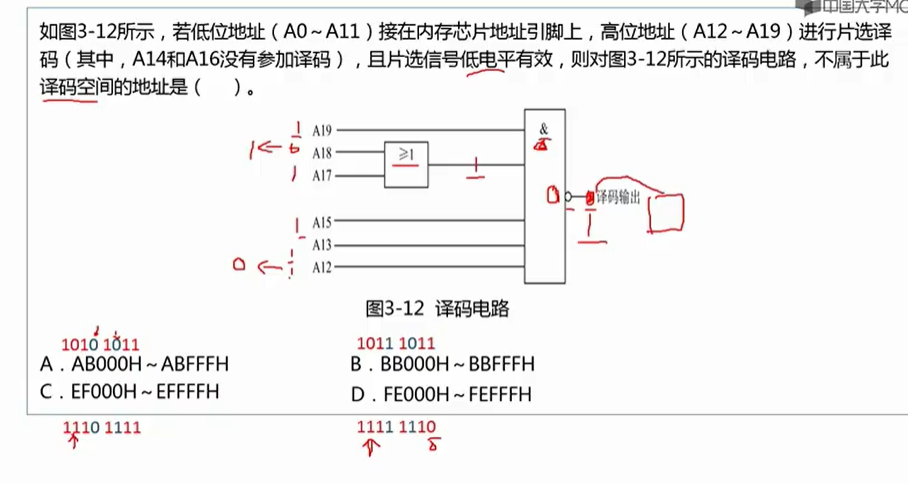 中国大学MO
如图3-12所示，若低位地址（A0～A11）接在内存芯片地址引脚上，高位地址（A12～A19）进行片选译
码（其中，A14和A16没有参加译码），且片选信号低电平有效，则对图3-12所示的译码电路，不属于此
译码空间的地址是（　　）。
1 A19 &
1 0 A18 ≥1 1
1 A17
0 译码输出
1 A15 1
A13
0 A12
图3-12 译码电路
1010 1011 1011 1011
A．AB000H～ABFFFH B．BB000H～BBFFFH
C．EF000H～EFFFFH D．FE000H～FEFFFH
1110 1111 1111 1110